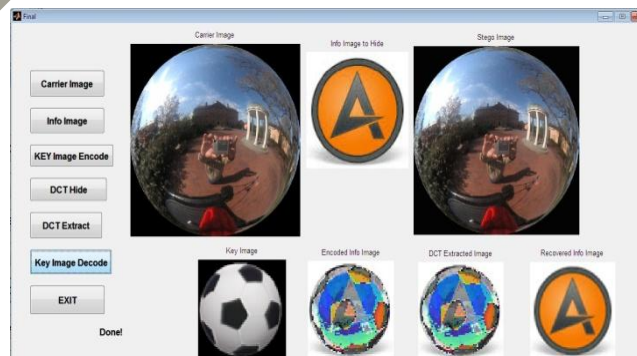 Final
Carrier Image
Info Image to Hide
Stego Image
Carrier Image
Info Image
KEY Image Encode
DCT Hide
DCT Extract
Key Image Decode
EXIT
Done!
Key Image
Encoded Info Image
DCT Extracted Image
Recovered Info Image